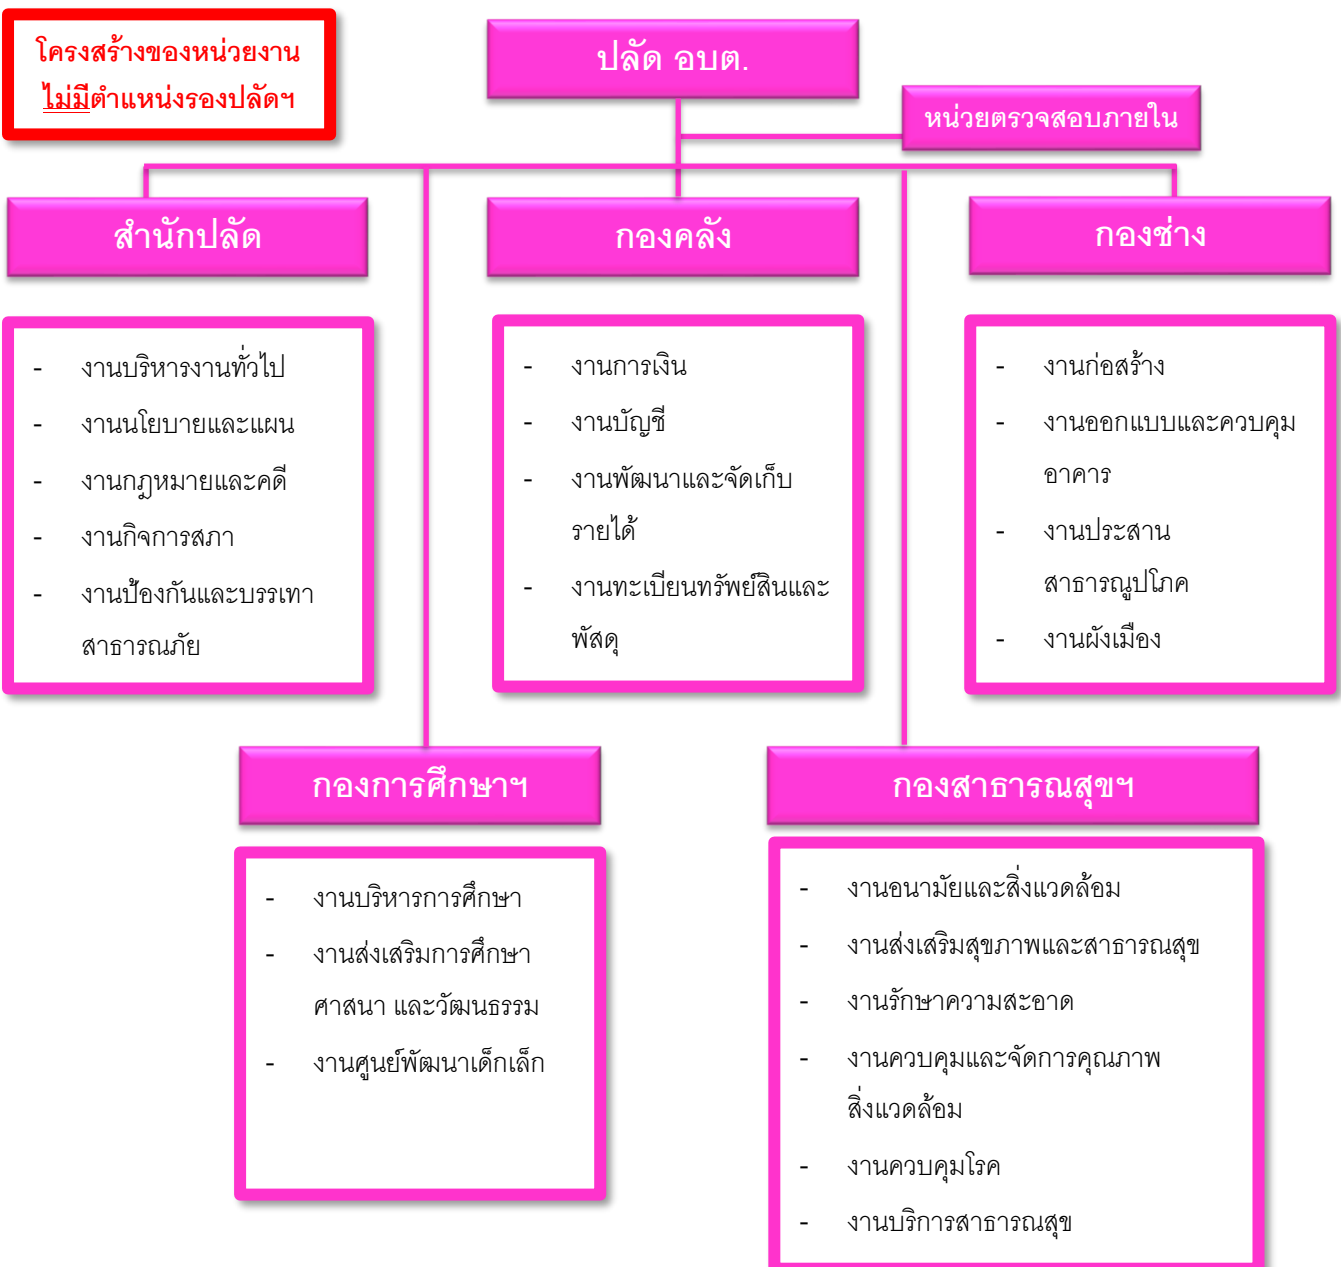 โครงสร้างของหน่วยงาน
ไม่มีตำแหน่งรองปลัดฯ
ปลัด อบต.
หน่วยตรวจสอบภายใน
สำนักปลัด
กองคลัง
กองช่าง
- งานบริหารงานทั่วไป
- งานนโยบายและแผน
- งานกฎหมายและคดี
- งานกิจการสภา
- งานป้องกันและบรรเทา
สาธารณภัย
- งานการเงิน
- งานบัญชี
- งานพัฒนาและจัดเก็บ
รายได้
- งานทะเบียนทรัพย์สินและ
พัสดุ
- งานก่อสร้าง
- งานออกแบบและควบคุม
อาคาร
- งานประสาน
สาธารณูปโภค
- งานผังเมือง
กองการศึกษาฯ
กองสาธารณสุขฯ
- งานบริหารการศึกษา
- งานส่งเสริมการศึกษา
ศาสนา และวัฒนธรรม
- งานศูนย์พัฒนาเด็กเล็ก
- งานอนามัยและสิ่งแวดล้อม
- งานส่งเสริมสุขภาพและสาธารณสุข
- งานรักษาความสะอาด
- งานควบคุมและจัดการคุณภาพ
สิ่งแวดล้อม
- งานควบคุมโรค
- งานบริการสาธารณสุข